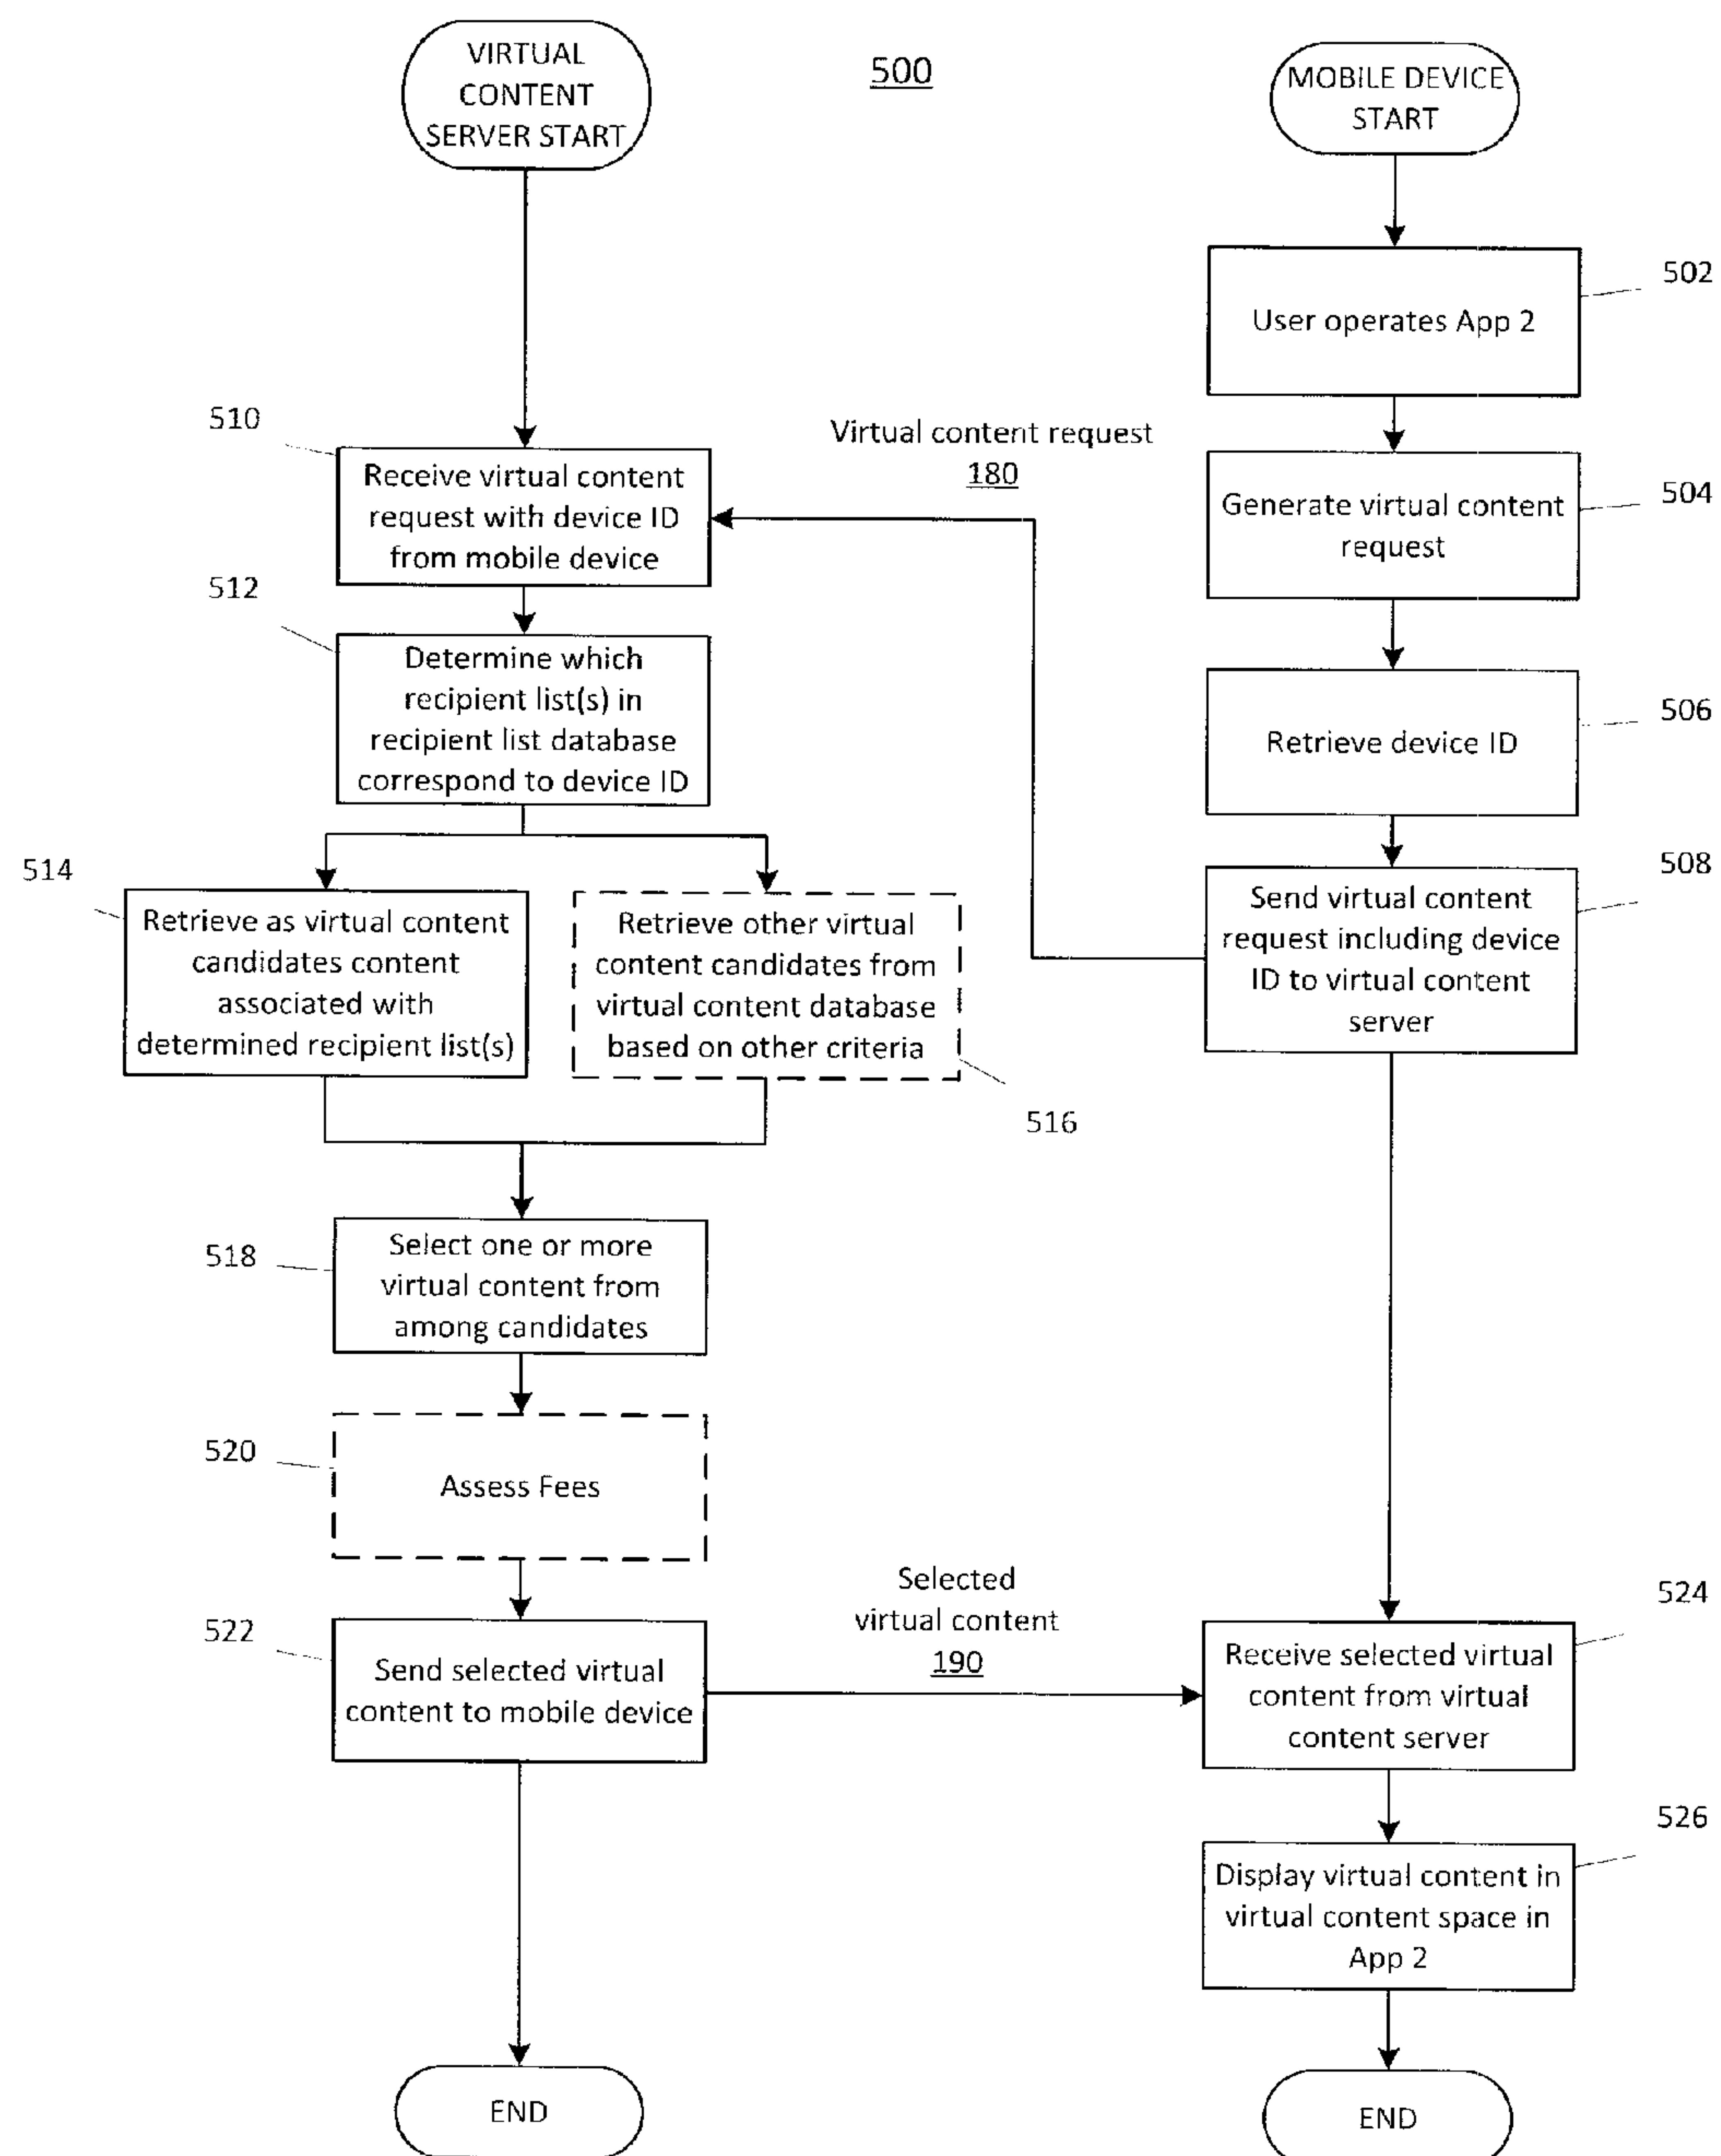 VIRTUAL
CONTENT
SERVER START
500
MOBILE DEVICE
START
502
User operates App 2
510
Receive virtual content
request with device ID
from mobile device
Virtual content request
180
504
Generate virtual content
request
512
Determine which
recipient list(s) in
recipient list database
correspond to device ID
506
Retrieve device ID
514
Retrieve as virtual content
candidates content
associated with
determined recipient list(s)
Retrieve other virtual
content candidates from
virtual content database
based on other criteria
516
508
Send virtual content
request including device
ID to virtual content
server
518
Select one or more
virtual content from
among candidates
520
Assess Fees
522
Send selected virtual
content to mobile device
Selected
virtual content
190
524
Receive selected virtual
content from virtual
content server
526
Display virtual content in
virtual content space in
App 2
END
END